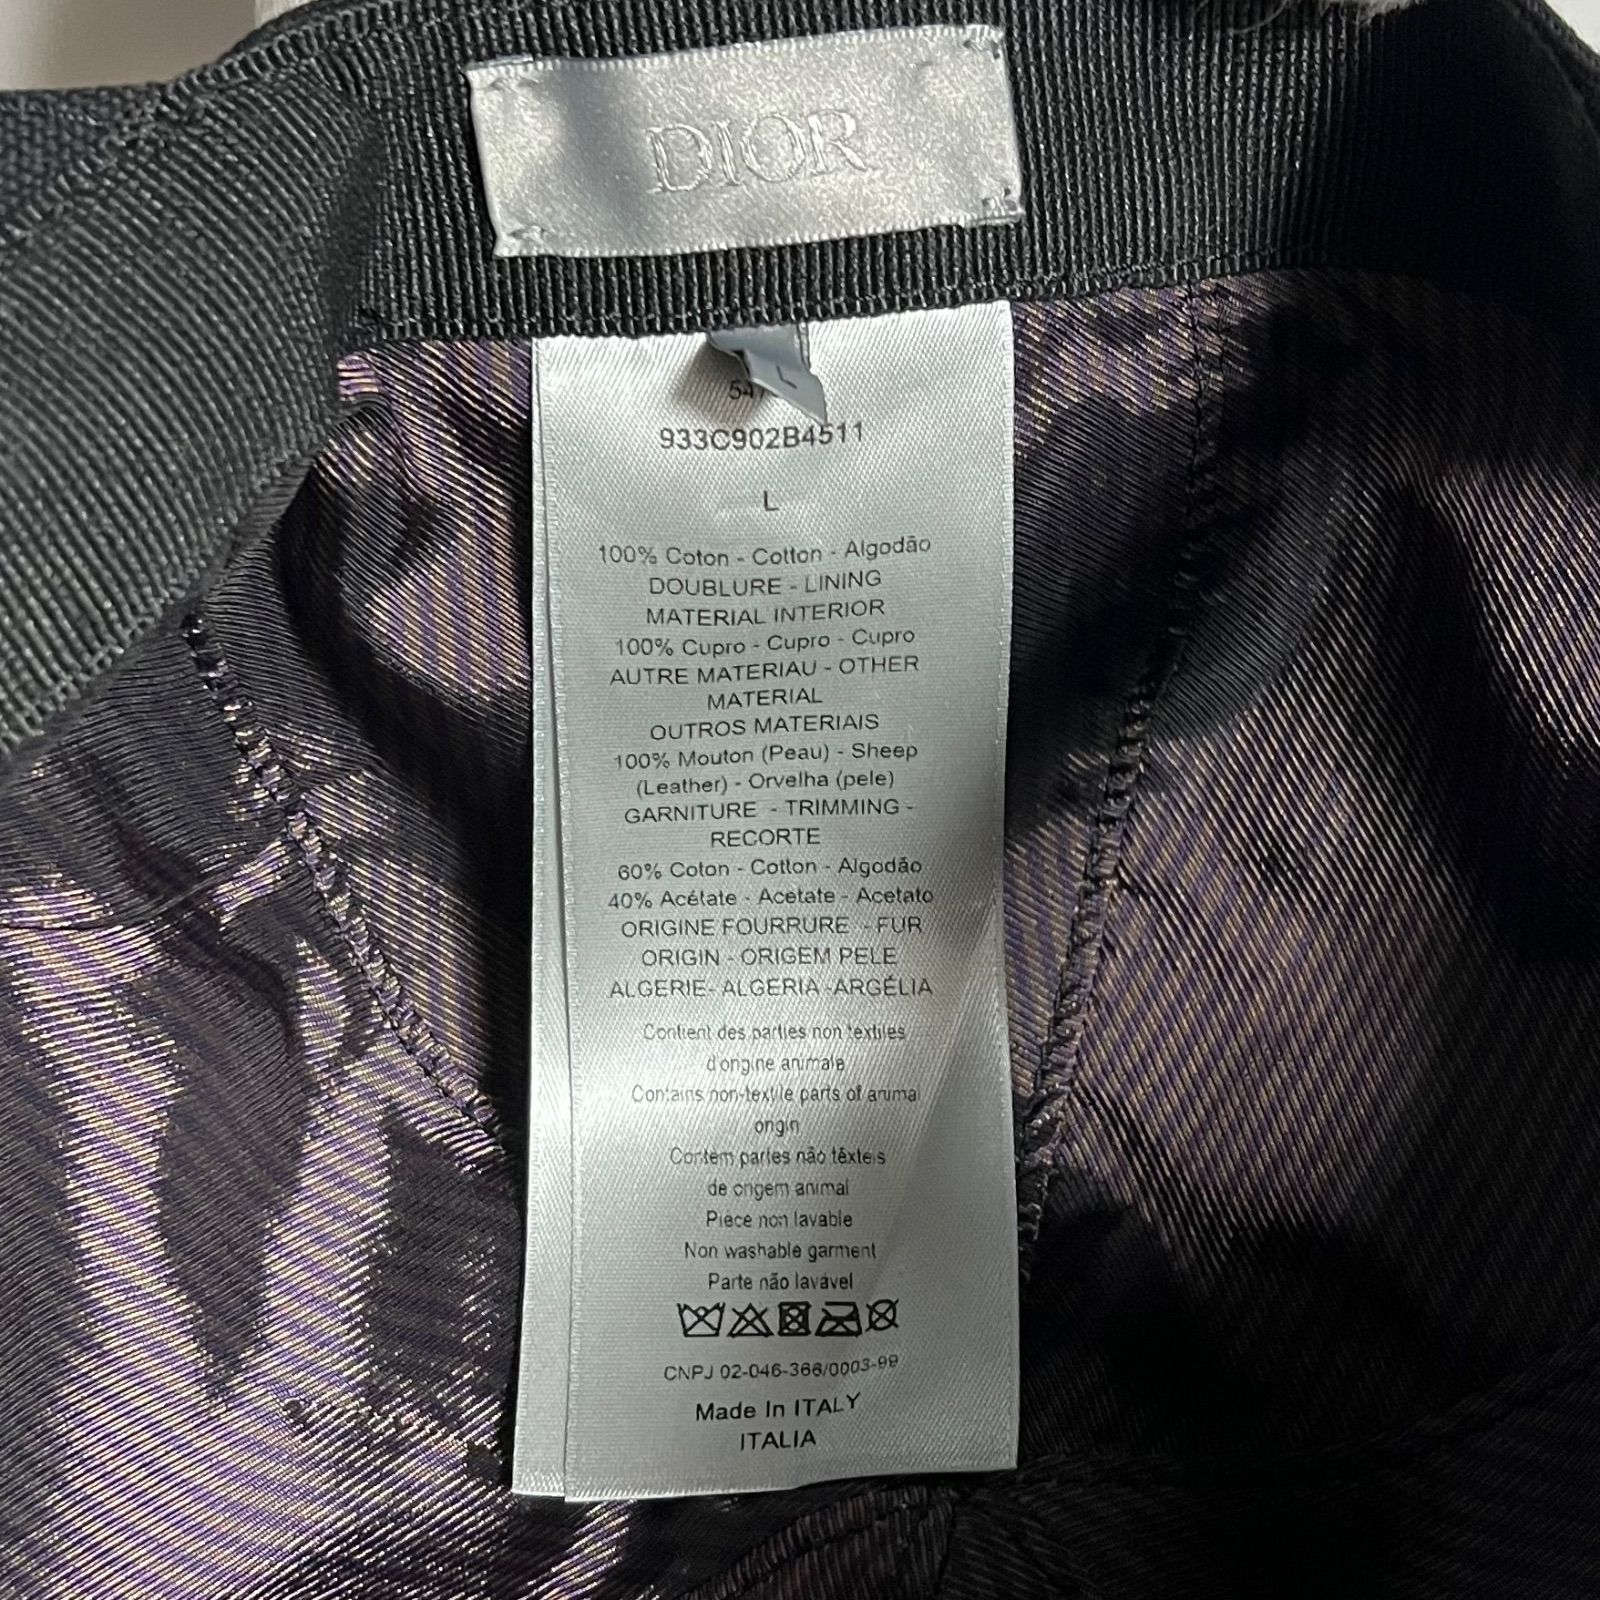 DIOR
L
933C902B4511
L
100% Coton - Cotton - Algodão
DOUBLURE - LINING
MATERIAL INTERIOR
100% Cupro - Cupro - Cupro
AUTRE MATERIAU - OTHER
MATERIAL
OUTROS MATERIAIS
100% Mouton (Peau) - Sheep
(Leather) - Orvelha (pele)
GARNITURE - TRIMMING -
RECORTE
60% Coton - Cotton - Algodão
40% Acétate - Acetate - Acetato
ORIGINE FOURRURE - FUR
ORIGIN - ORIGEM PELE
ALGERIE- ALGERIA -ARGÉLIA
Contient des parties non textiles
d'origine animale
Contains non-textile parts of animal
origin
Contem partes não têxteis
de origem animal
Piece non lavable
Non washable garment
Parte não lavável
CNPJ 02-046-366/0003-99
Made In ITALY
ITALIA